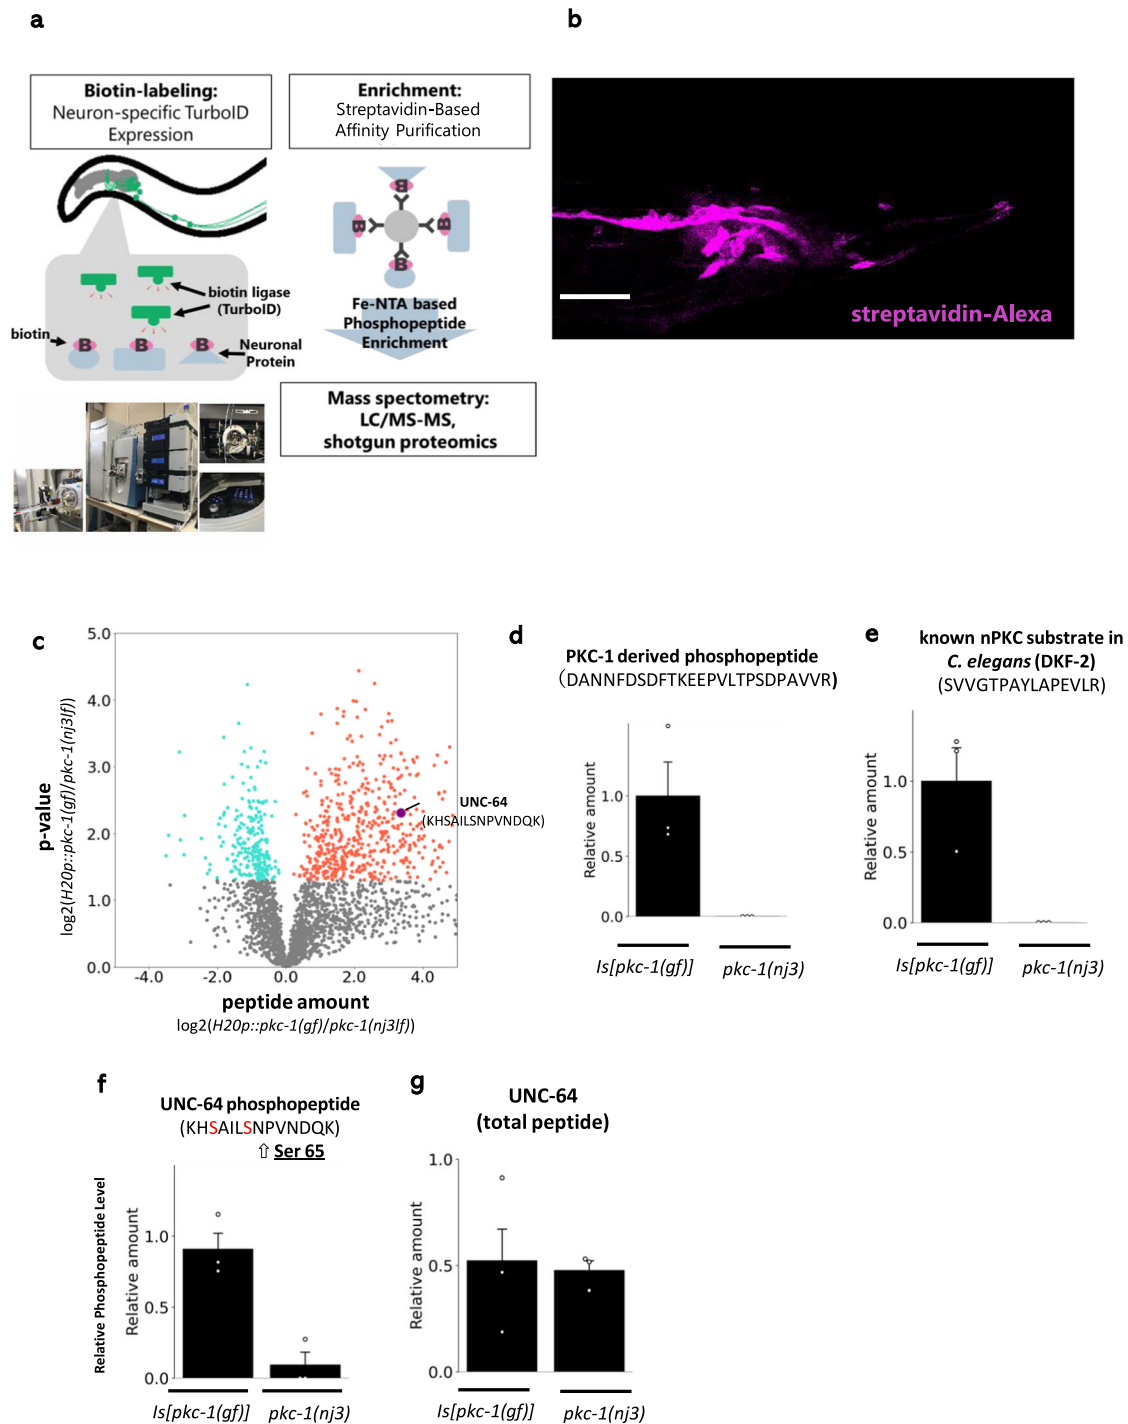 a
Biotin-labeling:
Neuron-specific TurboID
Expression
Enrichment:
Streptavidin-Based
Affinity Purification
B
B
B
B
biotin ligase
(TurboID)
biotin
B
B
B
Neuronal
Protein
Fe-NTA based
Phosphopeptide
Enrichment
Mass spectometry:
LC/MS-MS,
shotgun proteomics
b
streptavidin-Alexa
c
5.0
4.0
3.0
2.0
1.0
0.0
p-value
log2(H20p::pkc-1(gf)/pkc-1(nj3lf))
UNC-64
(KHSAILSNPVNDQK)
-4.0
-2.0
0.0
2.0
4.0
peptide amount
log2(H20p::pkc-1(gf)/pkc-1(nj3lf))
d
PKC-1 derived phosphopeptide
(DANNFDSDFTKEEPVLTPSDPAVVR)
Relative amount
1.0
0.5
0.0
Is[pkc-1(gf)]
pkc-1(nj3)
e
known nPKC substrate in
C. elegans (DKF-2)
(SVVGTPAYLAPEVLR)
Relative amount
1.0
0.5
0.0
Is[pkc-1(gf)]
pkc-1(nj3)
f
UNC-64 phosphopeptide
(KHSAILSNPVNDQK)
⇧ Ser 65
Relative Phosphopeptide Level
Relative amount
1.0
0.5
0.0
Is[pkc-1(gf)]
pkc-1(nj3)
g
UNC-64
(total peptide)
Relative amount
1.0
0.5
0.0
Is[pkc-1(gf)]
pkc-1(nj3)